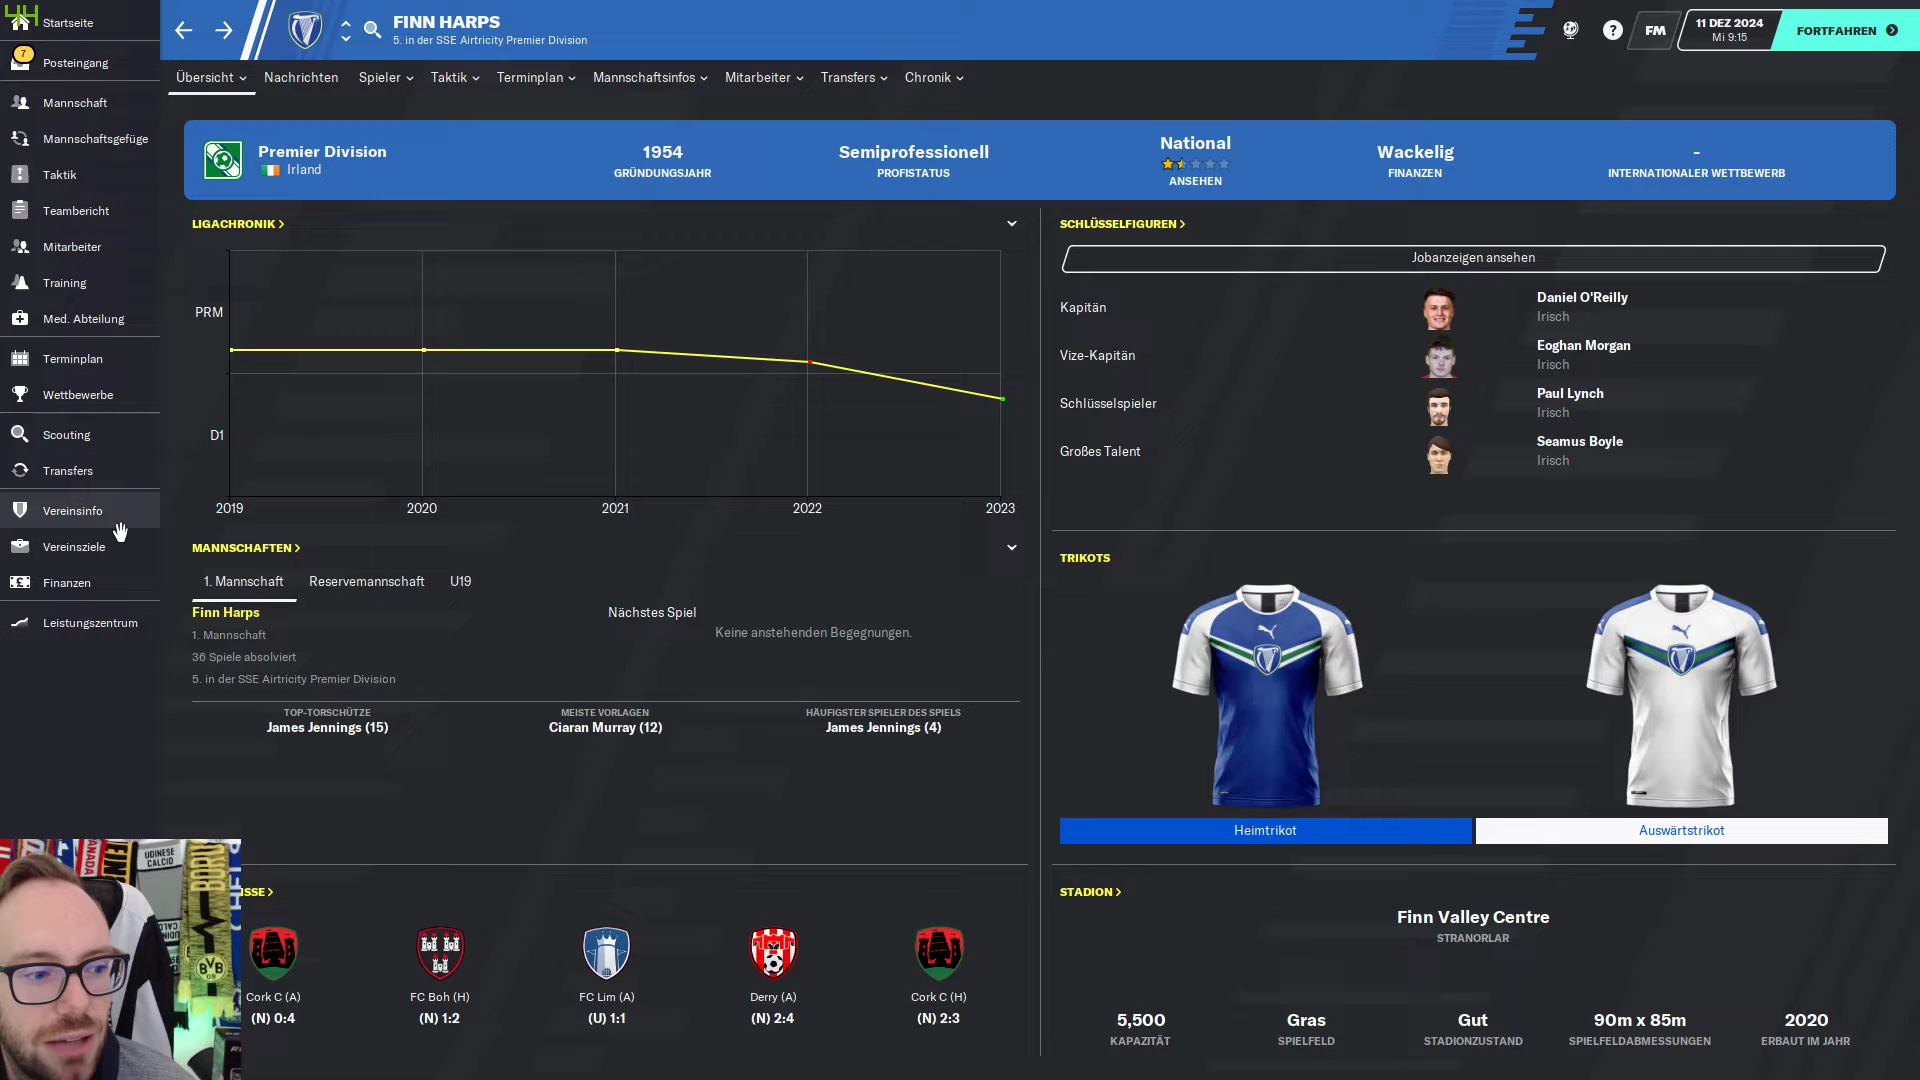 44
Startseite
7
Posteingang
Mannschaft
Mannschaftsgefüge
Taktik
Teambericht
Mitarbeiter
Training
Med. Abteilung
Terminplan
Wettbewerbe
Scouting
Transfers
Vereinsinfo
Vereinsziele
Finanzen
Leistungszentrum
FINN HARPS
5. in der SSE Airtricity Premier Division
?
FM
11 DEZ 2024
Mi 9:15
FORTFAHREN
Übersicht
Nachrichten
Spieler
Taktik
Terminplan
Mannschaftsinfos
Mitarbeiter
Transfers
Chronik
Premier Division
Irland
1954
GRÜNDUNGSJAHR
Semiprofessionell
PROFISTATUS
National
ANSEHEN
Wackelig
FINANZEN
-
INTERNATIONALER WETTBEWERB
LIGACHRONIK >
PRM
D1
2019
2020
2021
2022
2023
MANNSCHAFTEN >
1. Mannschaft
Reservemannschaft
U19
Finn Harps
1. Mannschaft
36 Spiele absolviert
5. in der SSE Airtricity Premier Division
Nächstes Spiel
Keine anstehenden Begegnungen.
TOP-TORSCHÜTZE
James Jennings (15)
MEISTE VORLAGEN
Ciaran Murray (12)
HÄUFIGSTER SPIELER DES SPIELS
James Jennings (4)
ISSE >
Cork C (A)
(N) 0:4
FC Boh (H)
(N) 1:2
FC Lim (A)
(U) 1:1
Derry (A)
(N) 2:4
Cork C (H)
(N) 2:3
SCHLÜSSELFIGUREN >
Jobanzeigen ansehen
Kapitän
Daniel O'Reilly
Irisch
Vize-Kapitän
Eoghan Morgan
Irisch
Schlüsselspieler
Paul Lynch
Irisch
Großes Talent
Seamus Boyle
Irisch
TRIKOTS
Heimtrikot
Auswärtstrikot
STADION >
Finn Valley Centre
STRANORLAR
5,500
KAPAZITÄT
Gras
SPIELFELD
Gut
STADIONZUSTAND
90m x 85m
SPIELFELDABMESSUNGEN
2020
ERBAUT IM JAHR
UDINESE
CALCIO
BORU
BVB
09